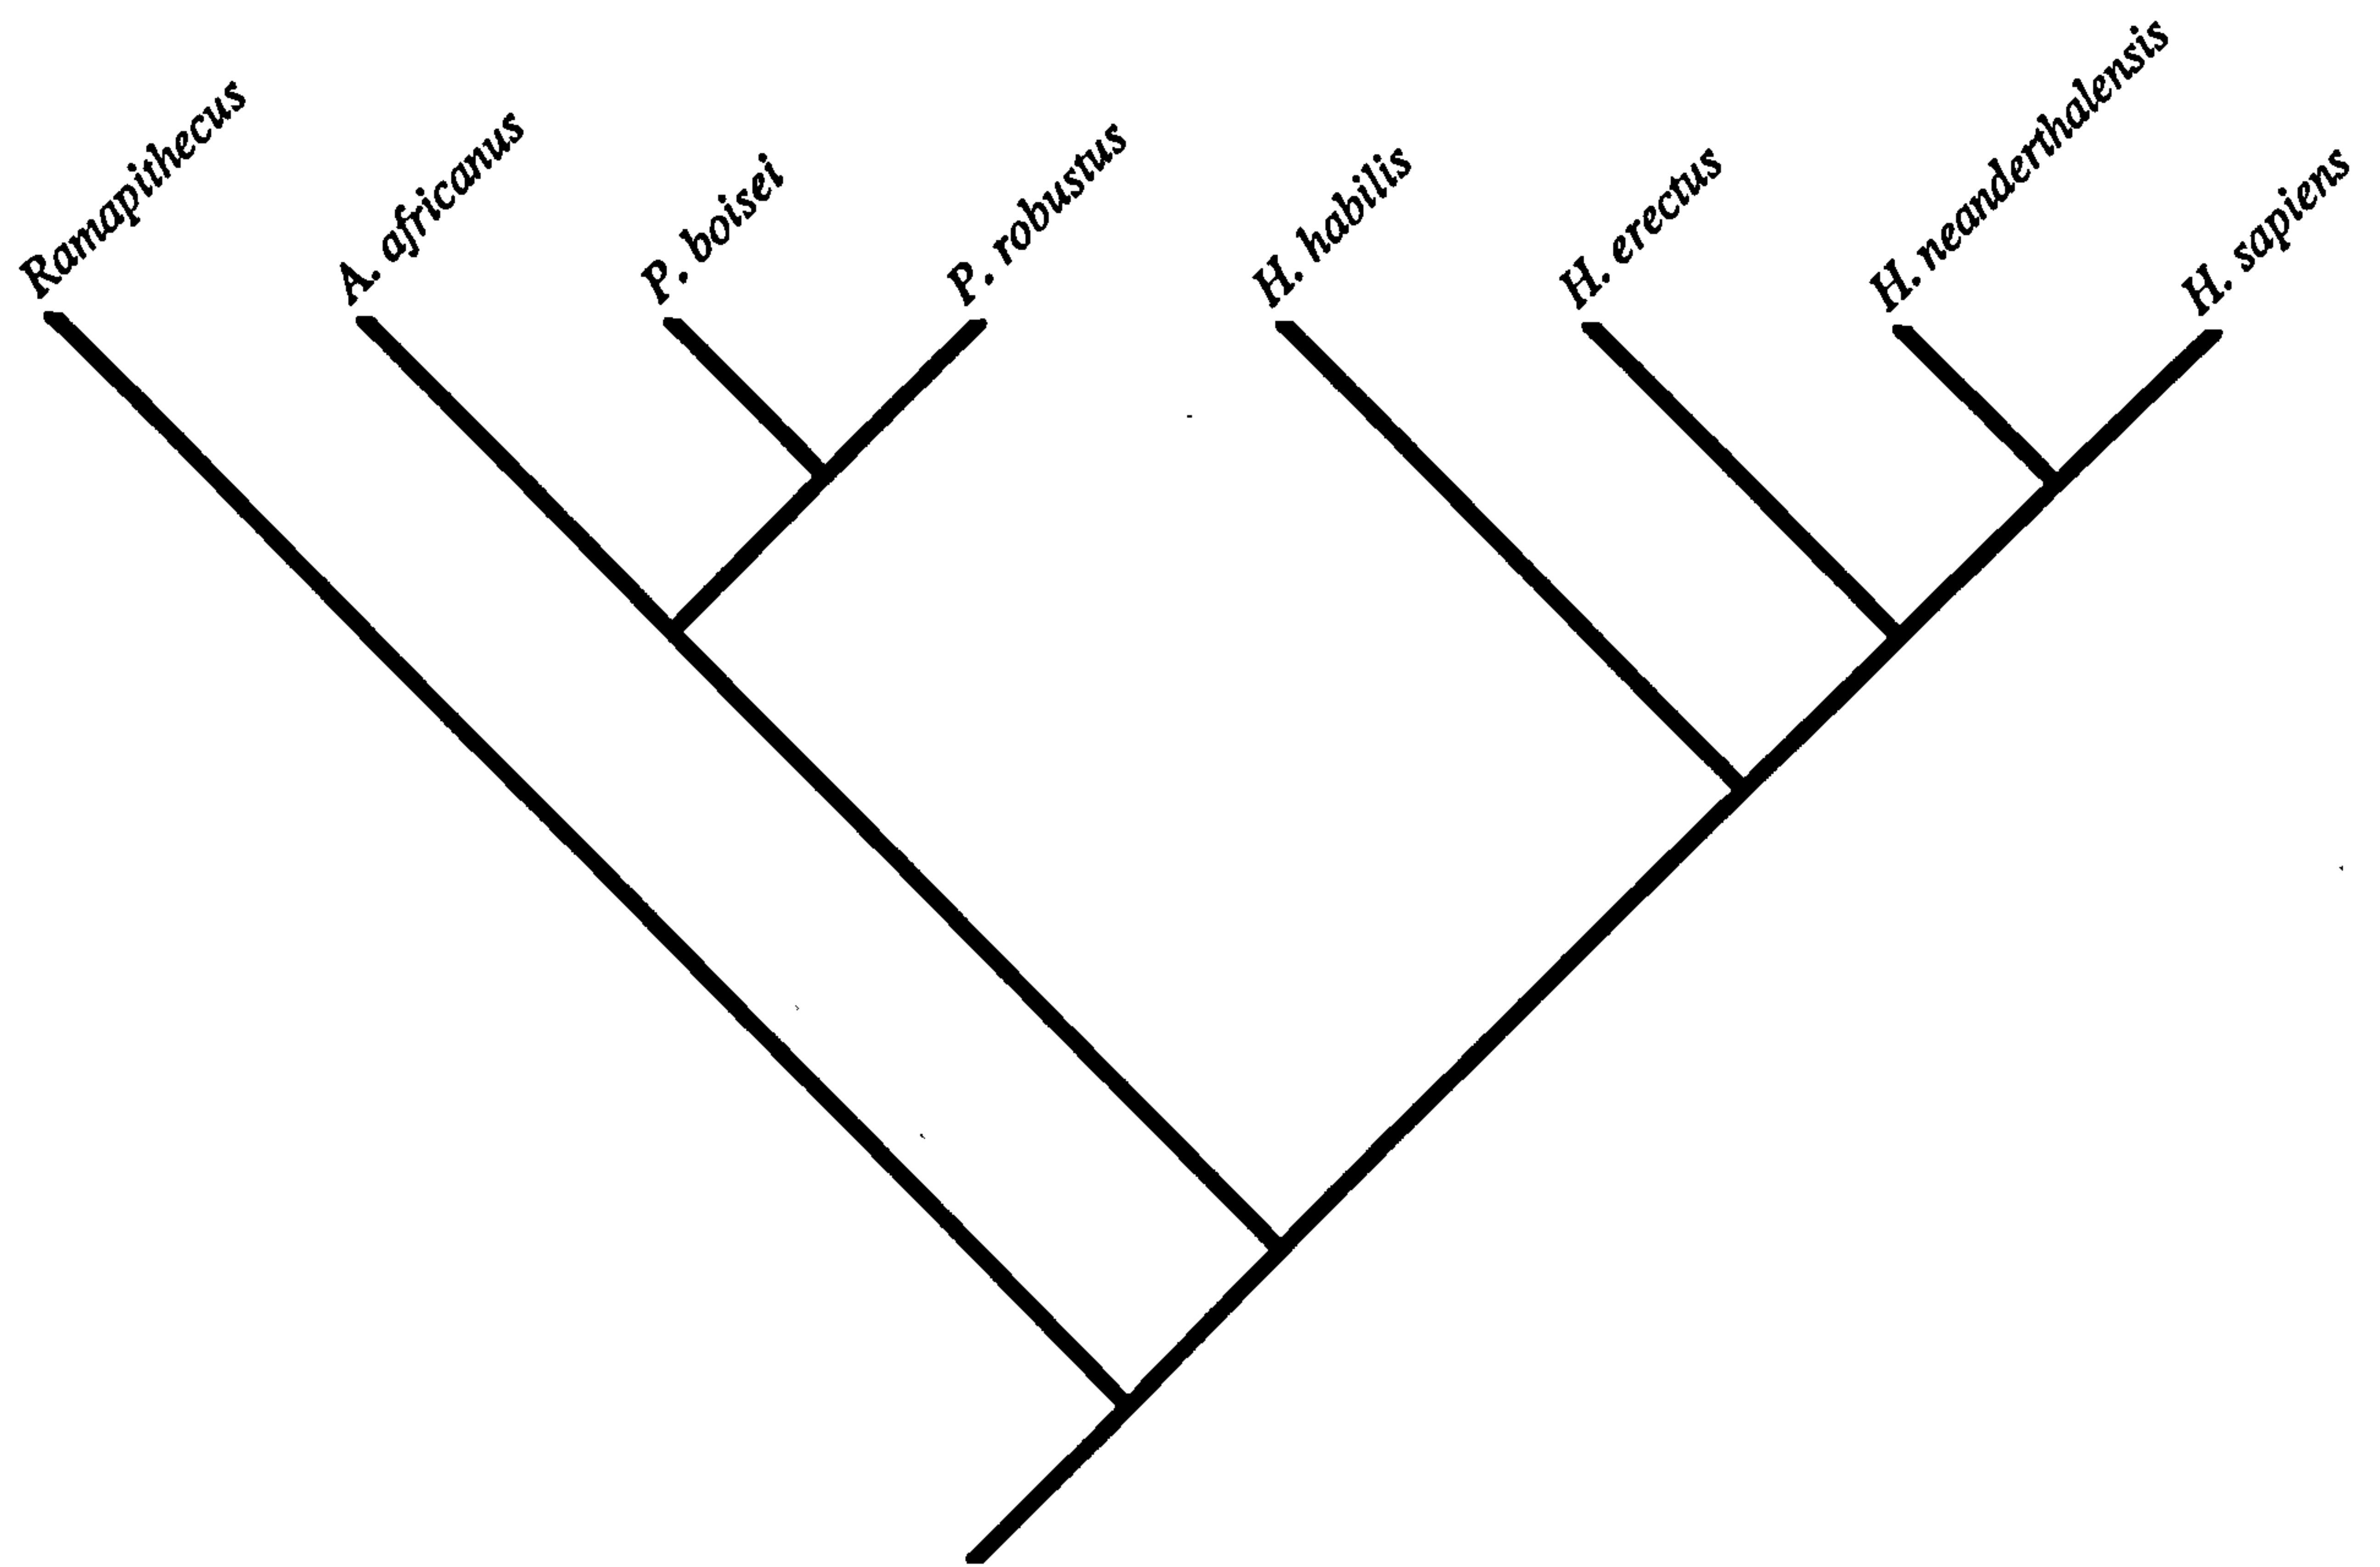 Ramapithecus
A. africanus
P. boisei
P. robustus
H. habilis
H. erectus
H. neanderthalensis
H. sapiens